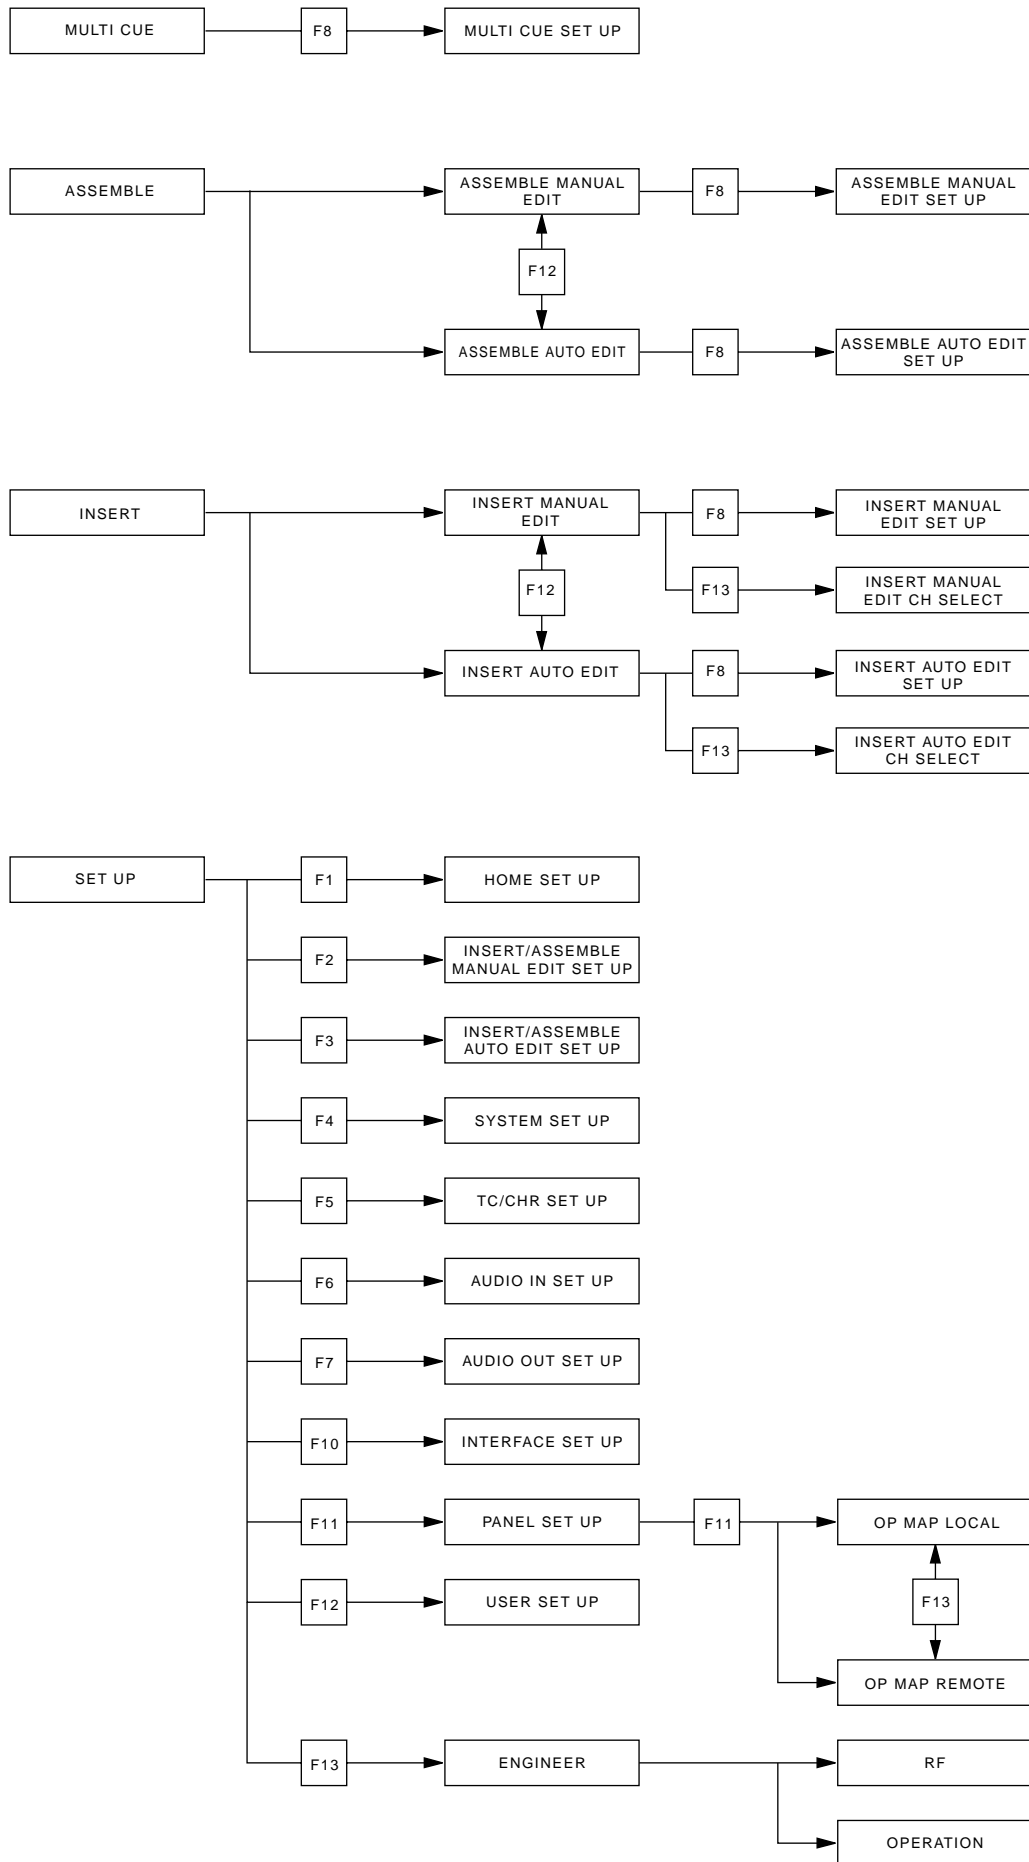 MULTI CUE
F8
MULTI CUE SET UP
ASSEMBLE
ASSEMBLE MANUAL
EDIT
F8
ASSEMBLE MANUAL
EDIT SET UP
F12
ASSEMBLE AUTO EDIT
F8
ASSEMBLE AUTO EDIT
SET UP
INSERT
INSERT MANUAL
EDIT
F8
INSERT MANUAL
EDIT SET UP
F12
F13
INSERT MANUAL
EDIT CH SELECT
INSERT AUTO EDIT
F8
INSERT AUTO EDIT
SET UP
F13
INSERT AUTO EDIT
CH SELECT
SET UP
F1
HOME SET UP
F2
INSERT/ASSEMBLE
MANUAL EDIT SET UP
F3
INSERT/ASSEMBLE
AUTO EDIT SET UP
F4
SYSTEM SET UP
F5
TC/CHR SET UP
F6
AUDIO IN SET UP
F7
AUDIO OUT SET UP
F10
INTERFACE SET UP
F11
PANEL SET UP
F11
OP MAP LOCAL
F12
USER SET UP
F13
OP MAP REMOTE
F13
ENGINEER
RF
OPERATION